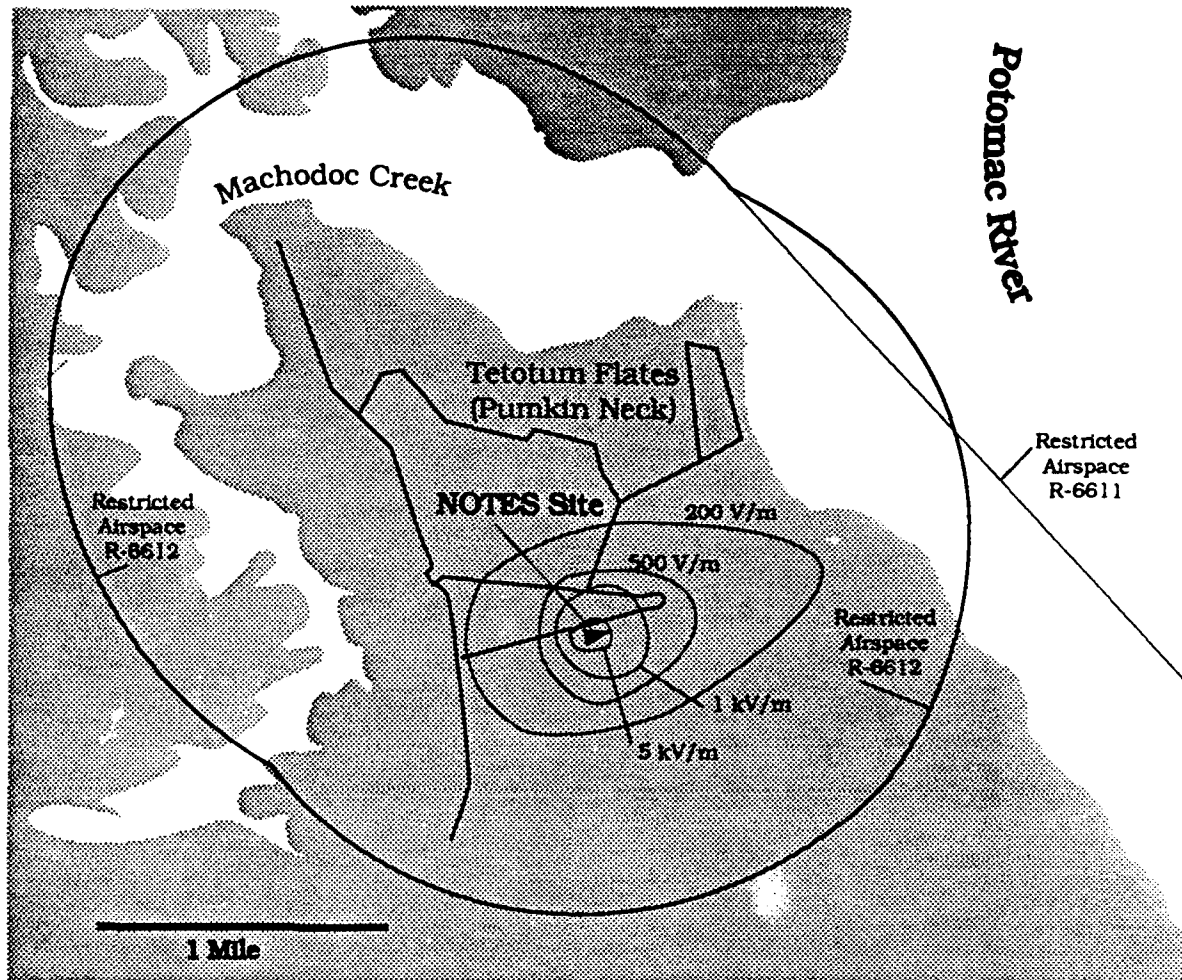 Potomac River
Machodoc Creek
Tetotum Flates
(Pumkin Neck)
Restricted
Airspace
R-6611
Restricted
Airspace
R-6612
NOTES Site
200 V/m
500 V/m
Restricted
Airspace
R-6612
1 kV/m
5 kV/m
1 Mile